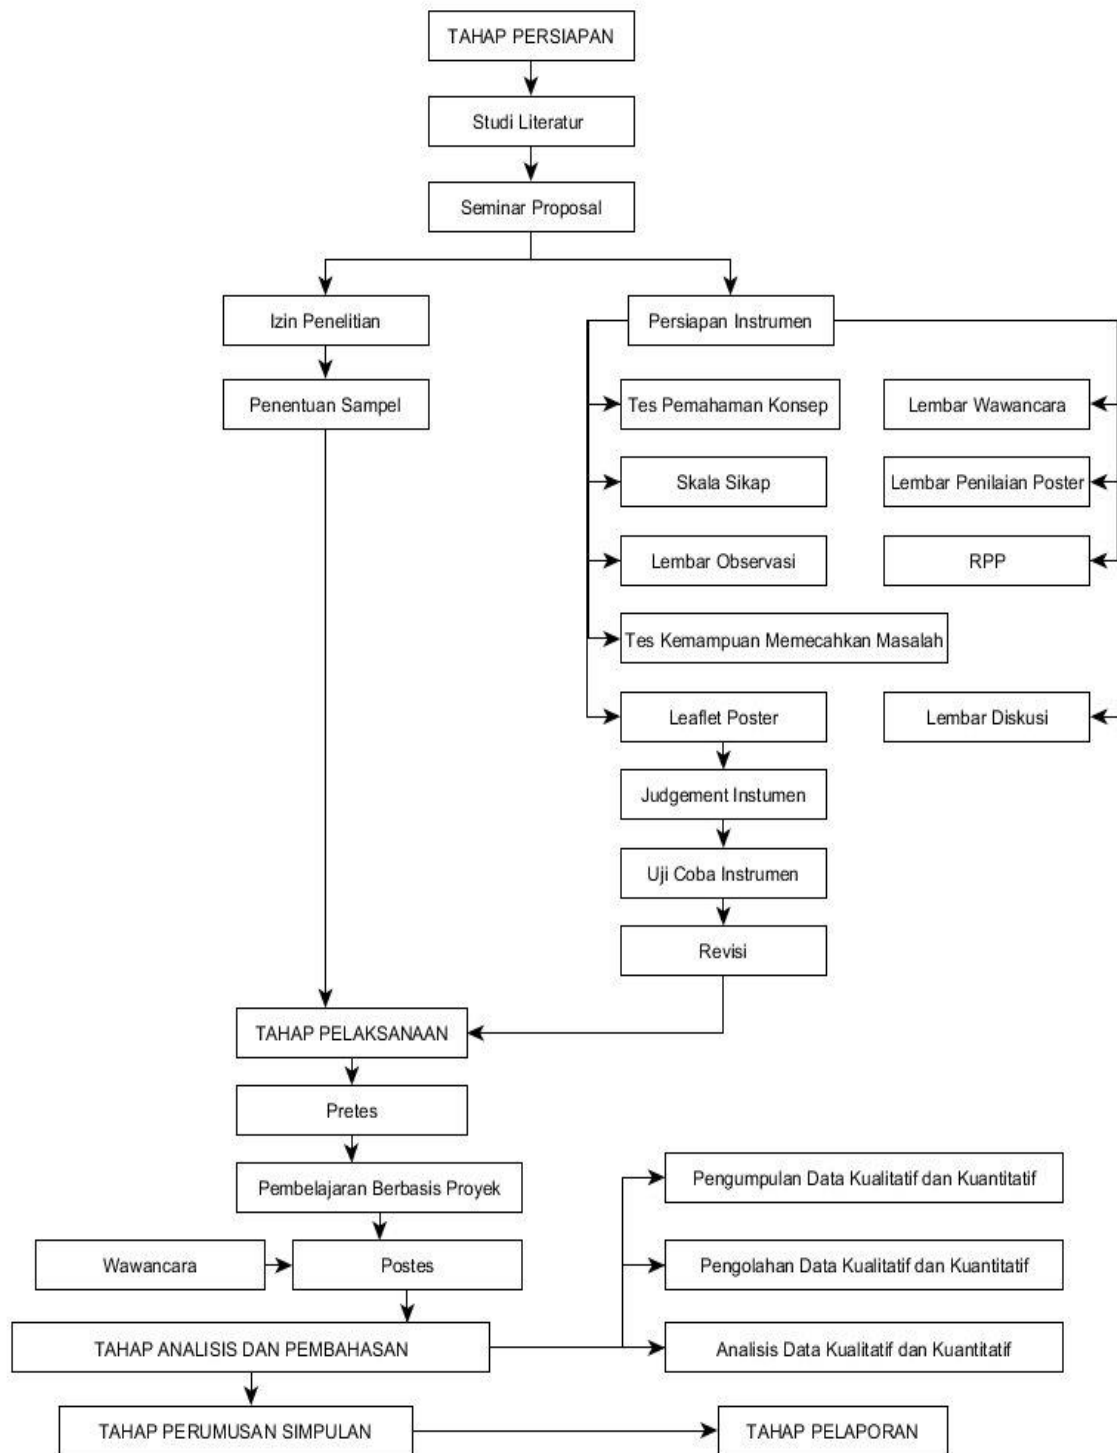 TAHAP PERSIAPAN
Studi Literatur
Seminar Proposal
Izin Penelitian
Persiapan Instrumen
Penentuan Sampel
Tes Pemahaman Konsep
Lembar Wawancara
Skala Sikap
Lembar Penilaian Poster
Lembar Observasi
RPP
Tes Kemampuan Memecahkan Masalah
Leaflet Poster
Lembar Diskusi
Judgement Instumen
Uji Coba Instrumen
Revisi
TAHAP PELAKSANAAN
Pretes
Pembelajaran Berbasis Proyek
Pengumpulan Data Kualitatif dan Kuantitatif
Wawancara
Postes
Pengolahan Data Kualitatif dan Kuantitatif
TAHAP ANALISIS DAN PEMBAHASAN
Analisis Data Kualitatif dan Kuantitatif
TAHAP PERUMUSAN SIMPULAN
TAHAP PELAPORAN